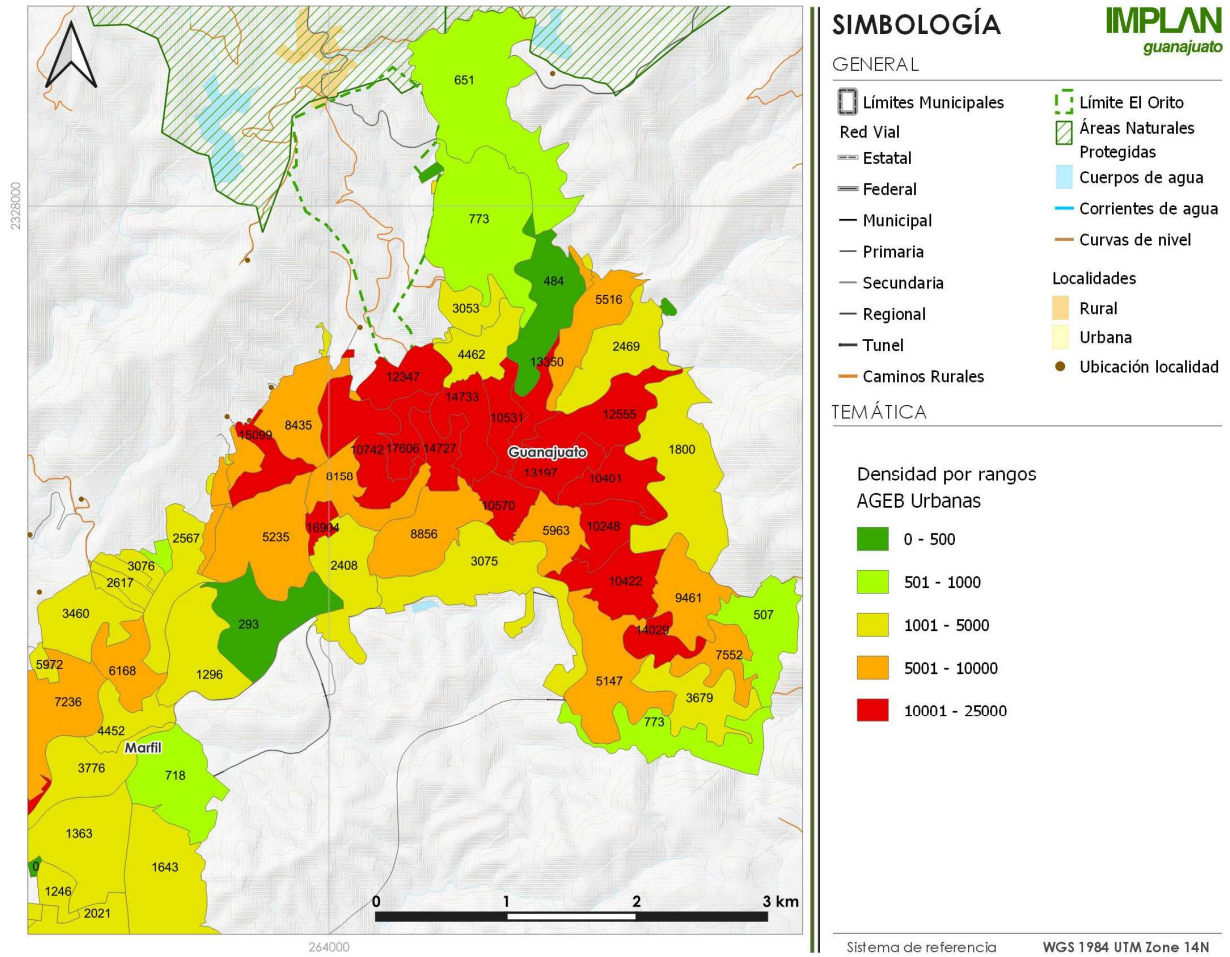 651
2328000
773
484
5516
3053
2469
4462
13350
12347
14733
10531
12555
8435
15099
10742
17606
14727
Guanajuato
1800
8158
13197
10401
10570
16904
10248
5963
5235
8856
2567
2408
3075
3076
2617
10422
9461
3460
507
293
14029
5972
6168
7552
1296
5147
7236
3679
773
4452
Marfil
3776
718
1363
0
1643
1246
2021
0
1
2
3 km
264000
SIMBOLOGÍA
IMPLAN
guanajuato
GENERAL
Límites Municipales
Red Vial
Estatal
Federal
Municipal
Primaria
Secundaria
Regional
Tunel
Caminos Rurales
Límite El Orito
Áreas Naturales
Protegidas
Cuerpos de agua
Corrientes de agua
Curvas de nivel
Localidades
Rural
Urbana
Ubicación localidad
TEMÁTICA
Densidad por rangos
AGEB Urbanas
0 - 500
501 - 1000
1001 - 5000
5001 - 10000
10001 - 25000
Sistema de referencia
WGS 1984 UTM Zone 14N